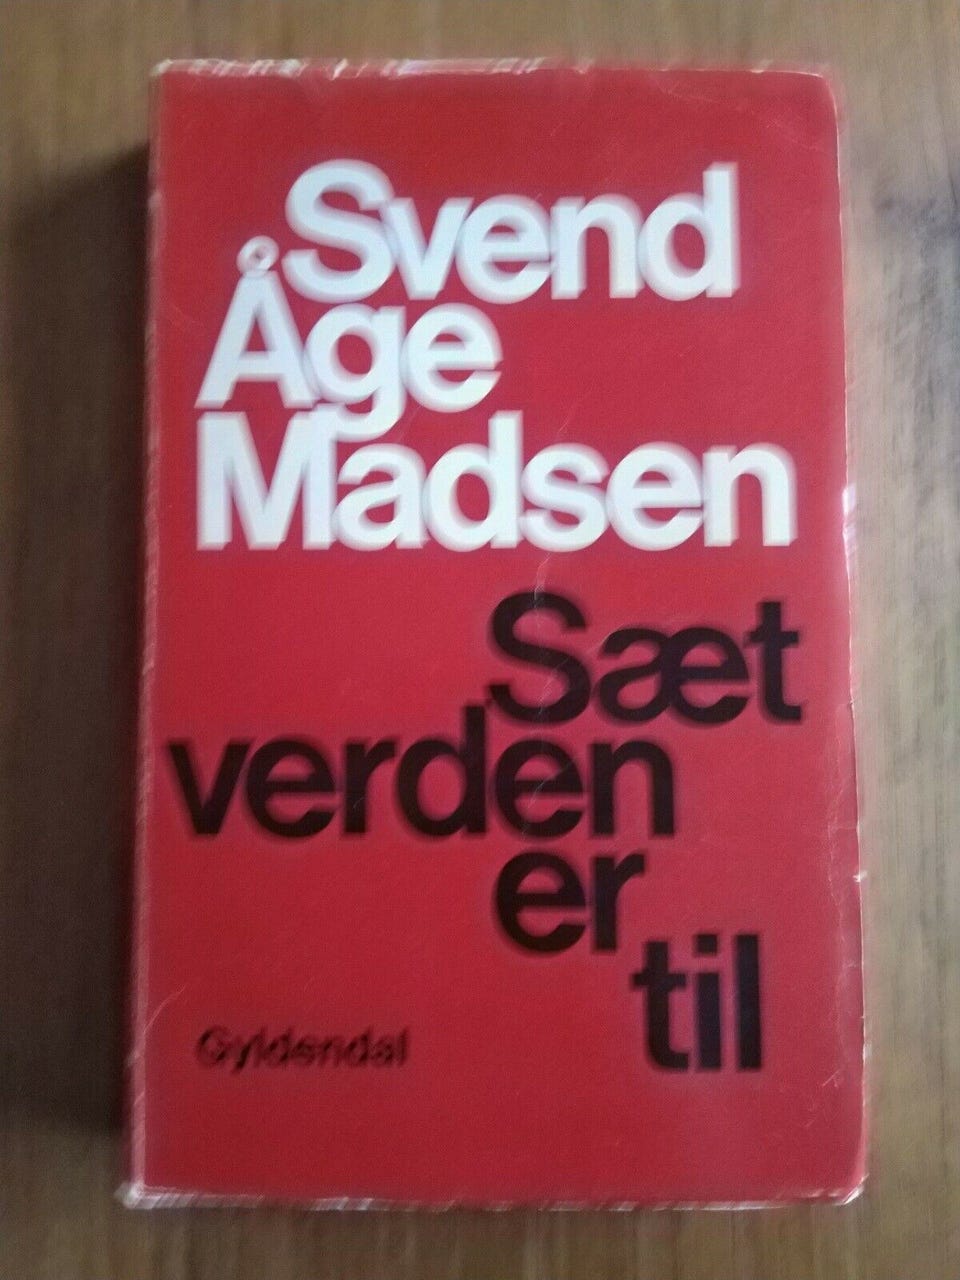 Svend
Åge
Madsen
Sæt
verden
er
til
Gyldendal